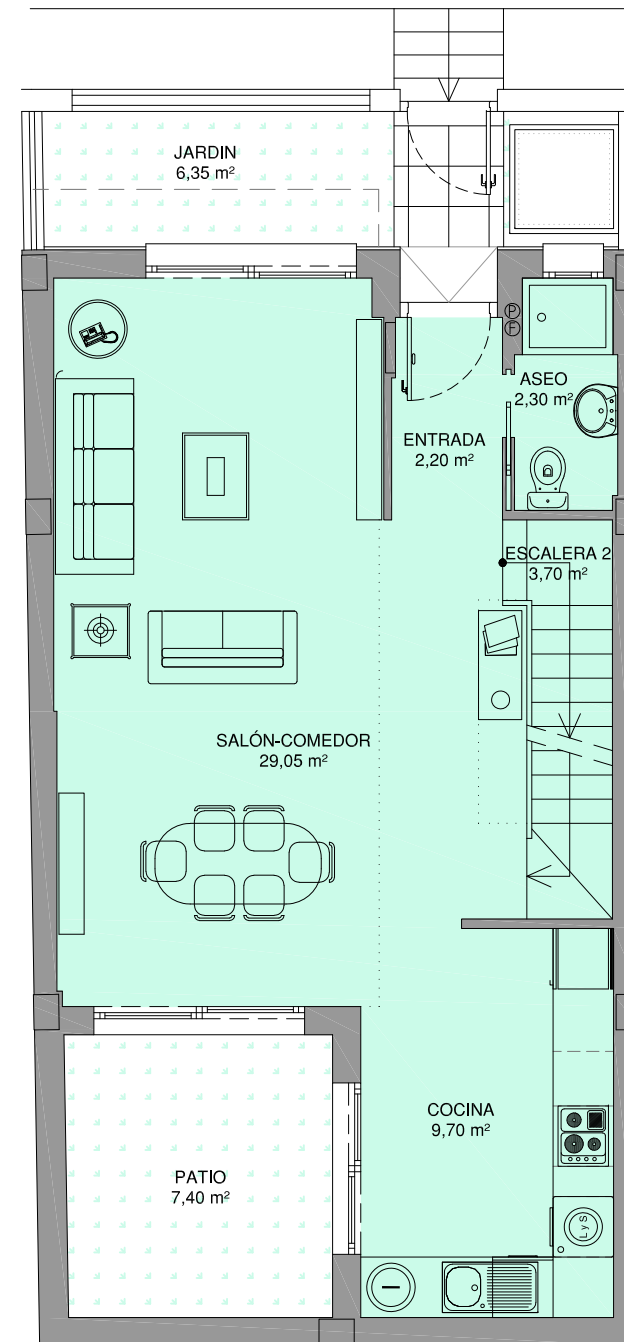 JARDIN
6,35 m²
P
F
ASEO
2,30 m²
ENTRADA
2,20 m²
ESCALERA 2
3,70 m²
SALÓN-COMEDOR
29,05 m²
COCINA
9,70 m²
PATIO
7,40 m²
L y S